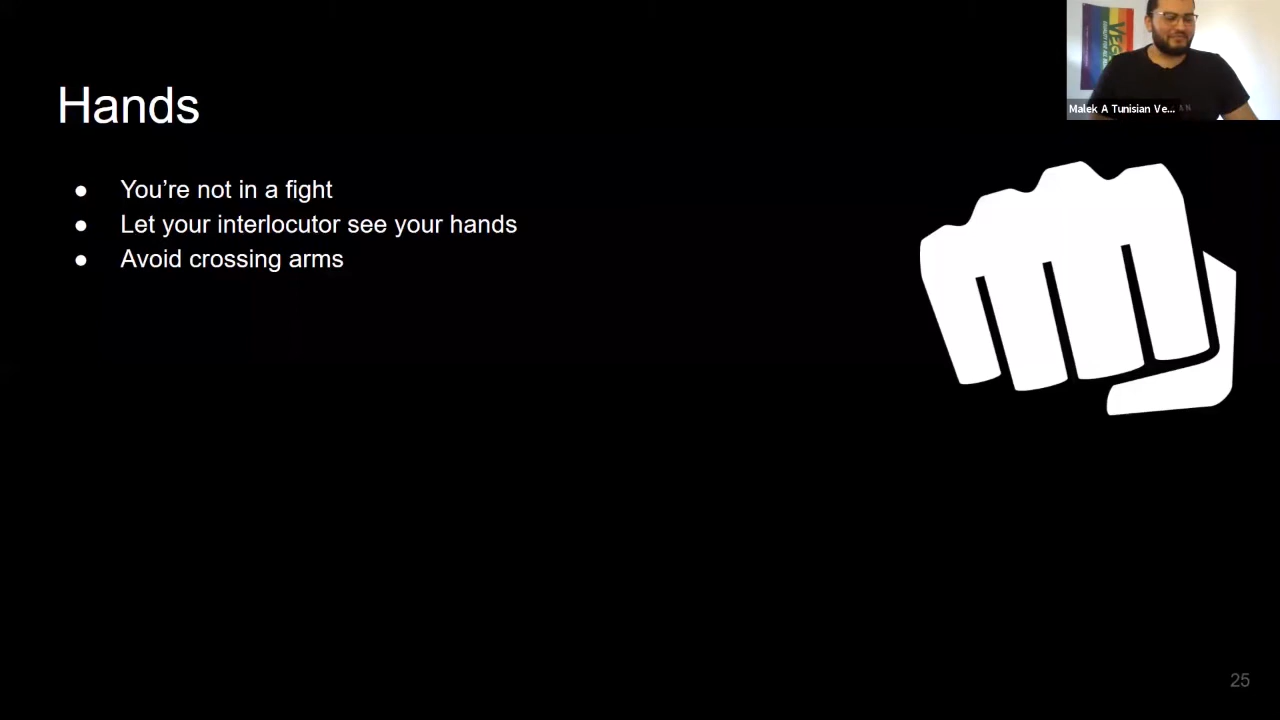 Hands
● You’re not in a fight
● Let your interlocutor see your hands
● Avoid crossing arms
Malek A Tunisian Ve...
25